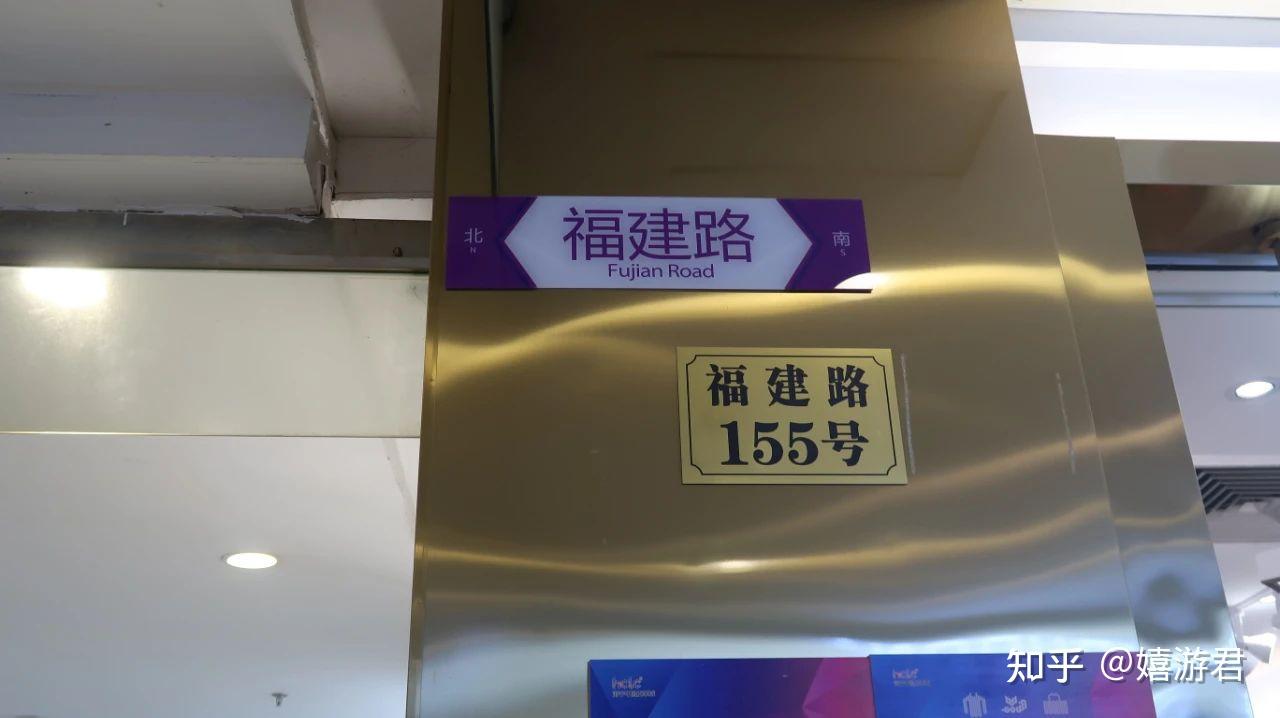 北 福建路 南
N Fujian Road S
福建路
155号
知乎 @嬉游君